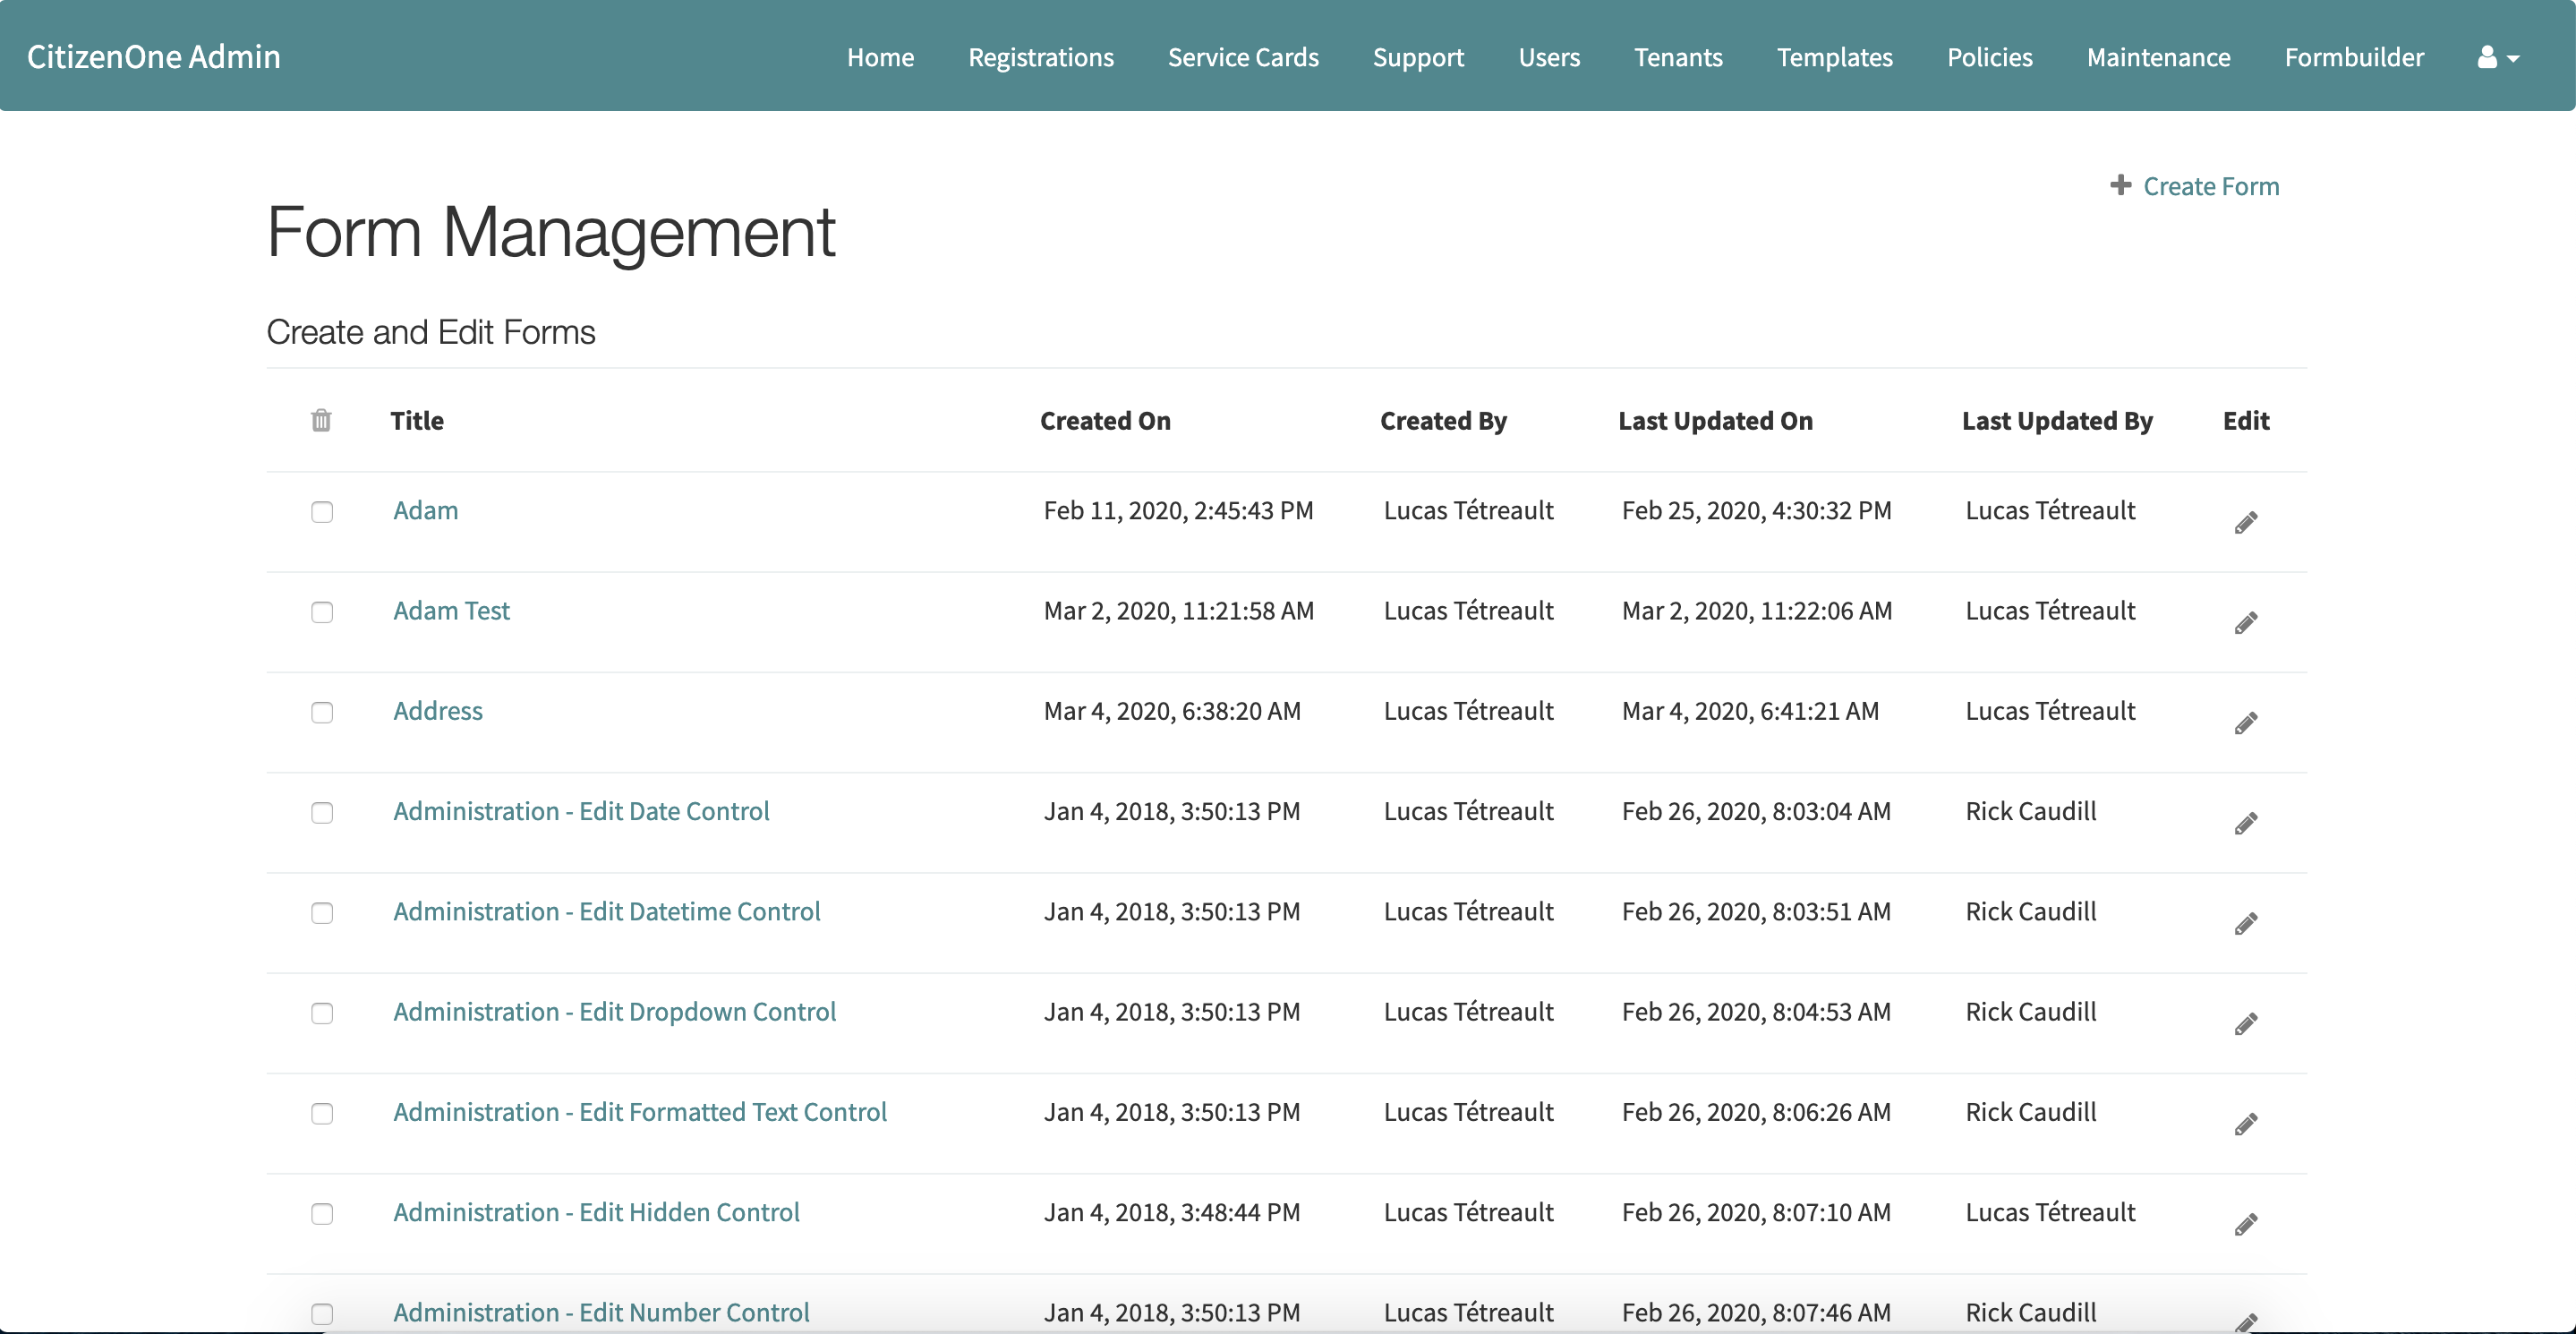 CitizenOne Admin Home Registrations Service Cards Support Users Tenants Templates Policies Maintenance Formbuilder
Create Form
Form Management
Create and Edit Forms
Title Created On Created By Last Updated On Last Updated By Edit
Adam Feb 11, 2020, 2:45:43 PM Lucas Tétreault Feb 25, 2020, 4:30:32 PM Lucas Tétreault
Adam Test Mar 2, 2020, 11:21:58 AM Lucas Tétreault Mar 2, 2020, 11:22:06 AM Lucas Tétreault
Address Mar 4, 2020, 6:38:20 AM Lucas Tétreault Mar 4, 2020, 6:41:21 AM Lucas Tétreault
Administration - Edit Date Control Jan 4, 2018, 3:50:13 PM Lucas Tétreault Feb 26, 2020, 8:03:04 AM Rick Caudill
Administration - Edit Datetime Control Jan 4, 2018, 3:50:13 PM Lucas Tétreault Feb 26, 2020, 8:03:51 AM Rick Caudill
Administration - Edit Dropdown Control Jan 4, 2018, 3:50:13 PM Lucas Tétreault Feb 26, 2020, 8:04:53 AM Rick Caudill
Administration - Edit Formatted Text Control Jan 4, 2018, 3:50:13 PM Lucas Tétreault Feb 26, 2020, 8:06:26 AM Rick Caudill
Administration - Edit Hidden Control Jan 4, 2018, 3:48:44 PM Lucas Tétreault Feb 26, 2020, 8:07:10 AM Lucas Tétreault
Administration - Edit Number Control Jan 4, 2018, 3:50:13 PM Lucas Tétreault Feb 26, 2020, 8:07:46 AM Rick Caudill